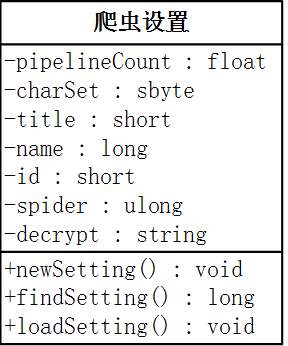 爬虫设置
-pipelineCount : float
-charSet : sbyte
-title : short
-name : long
-id : short
-spider : ulong
-decrypt : string
+newSetting() : void
+findSetting() : long
+loadSetting() : void